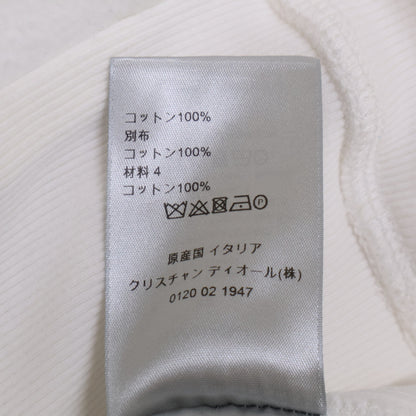 コットン100%
別布
コットン100%
材料 4
コットン100%
原産国 イタリア
クリスチャン ディオール(株)
0120 02 1947